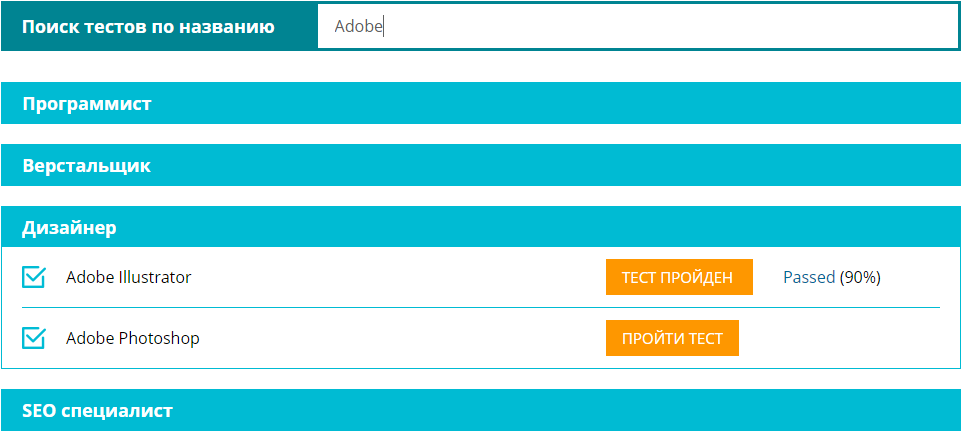 Поиск тестов по названию Adobe
Программист
Верстальщик
Дизайнер
Adobe Illustrator ТЕСТ ПРОЙДЕН Passed (90%)
Adobe Photoshop ПРОЙТИ ТЕСТ
SEO специалист